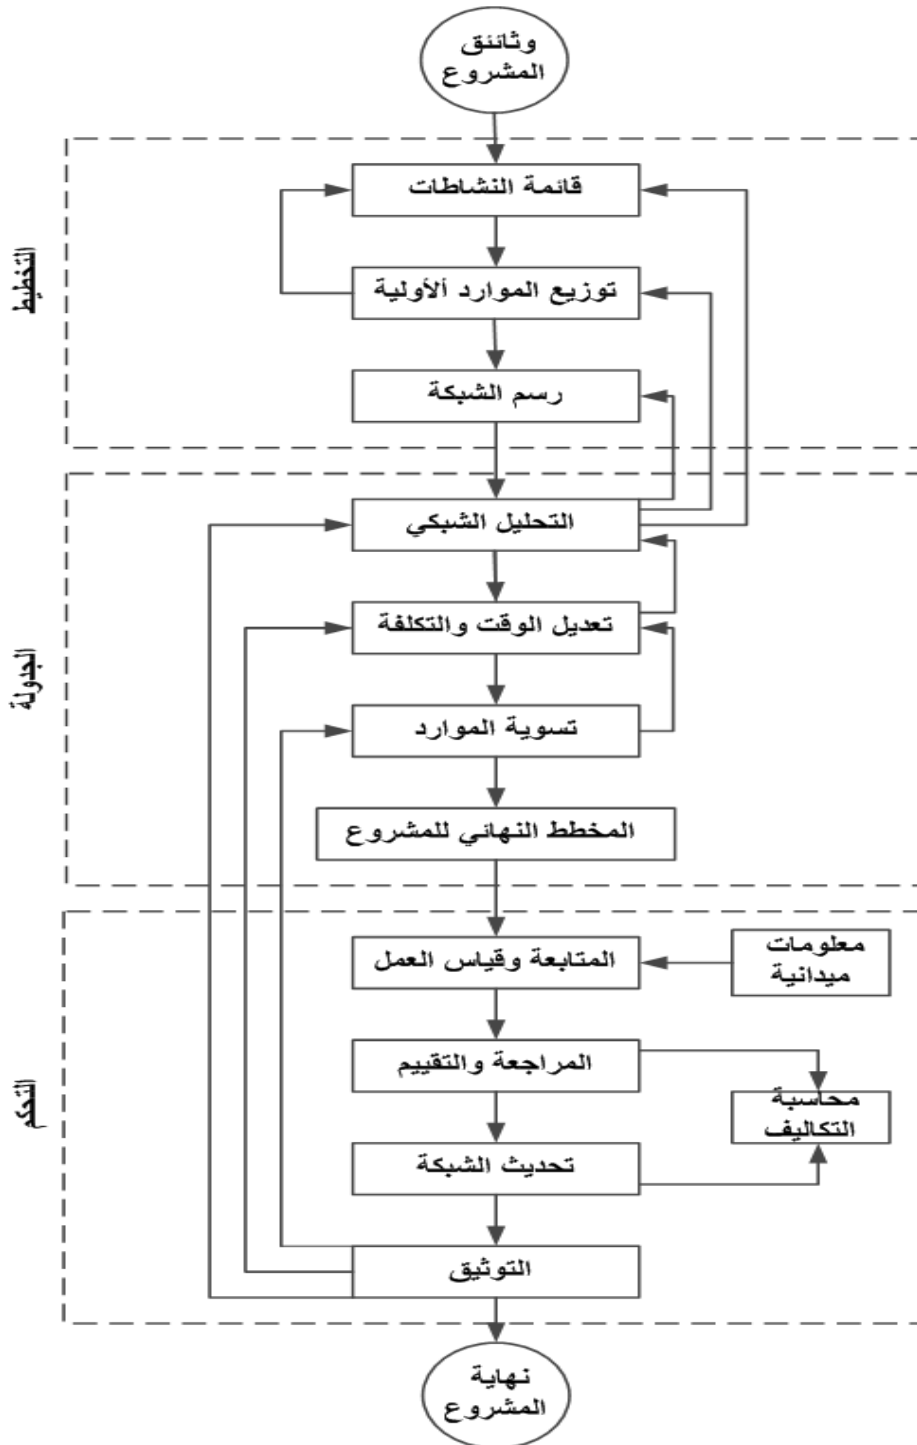 وثائق
المشروع
قائمة النشاطات
توزيع الموارد ألأولية
رسم الشبكة
التخطيط
التحليل الشبكي
تعديل الوقت والتكلفة
تسوية الموارد
المخطط النهائي للمشروع
الجدولة
المتابعة وقياس العمل
معلومات
ميدانية
المراجعة والتقييم
محاسبة
التكاليف
تحديث الشبكة
التوثيق
التحكم
نهاية
المشروع